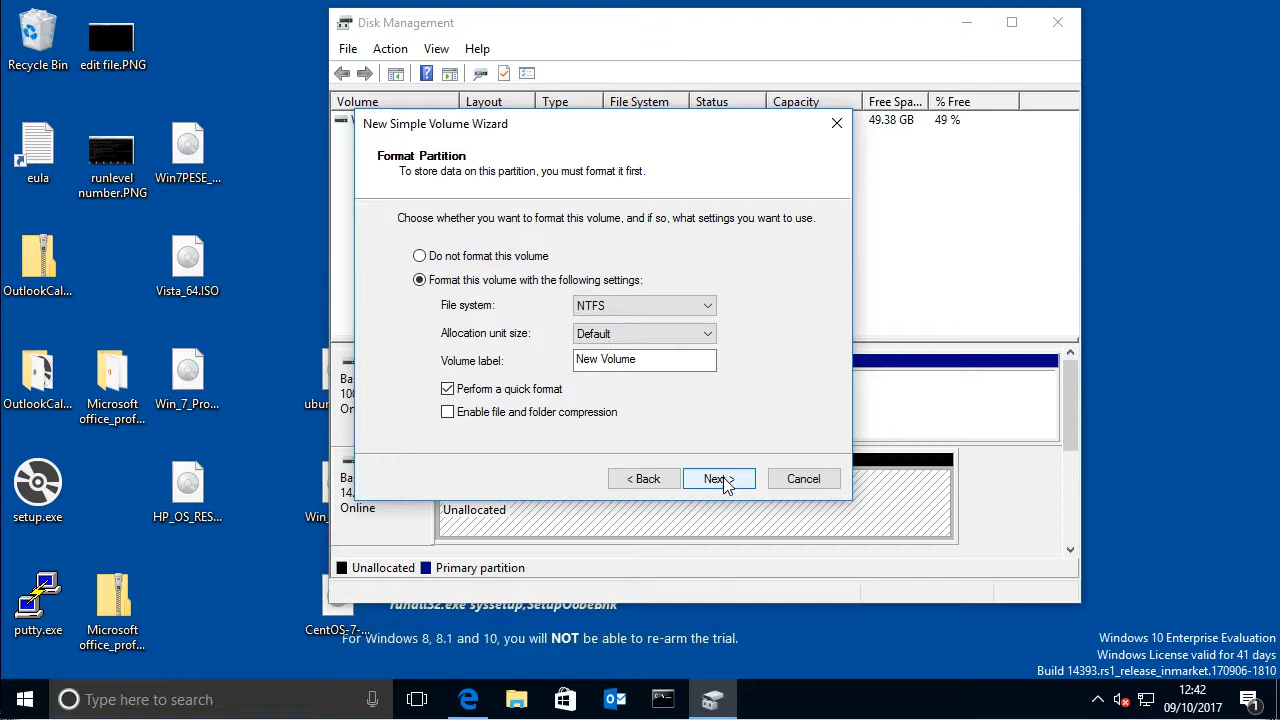 Recycle Bin
edit file.PNG
eula
runlevel
number.PNG
Win7PESE_...
OutlookCal...
Vista_64.ISO
OutlookCal...
Microsoft
office_prof...
Win_7_Pro...
ubun
setup.exe
HP_OS_RES...
Win_
putty.exe
Microsoft
office_prof...
CentOS-7-...
Disk Management
File Action View Help
Volume Layout Type File System Status Capacity Free Spa... % Free
49.38 GB 49 %
New Simple Volume Wizard
Format Partition
To store data on this partition, you must format it first.
Choose whether you want to format this volume, and if so, what settings you want to use.
Do not format this volume
Format this volume with the following settings:
File system: NTFS
Allocation unit size: Default
Volume label: New Volume
Perform a quick format
Enable file and folder compression
< Back Next > Cancel
Ba
100
On
Ba
14.
Online
Unallocated
Unallocated Primary partition
rundll32.exe syssetup,SetupOobeBnk
For Windows 8, 8.1 and 10, you will NOT be able to re-arm the trial.
Windows 10 Enterprise Evaluation
Windows License valid for 41 days
Build 14393.rs1_release_inmarket.170906-1810
Type here to search
12:42
09/10/2017
1